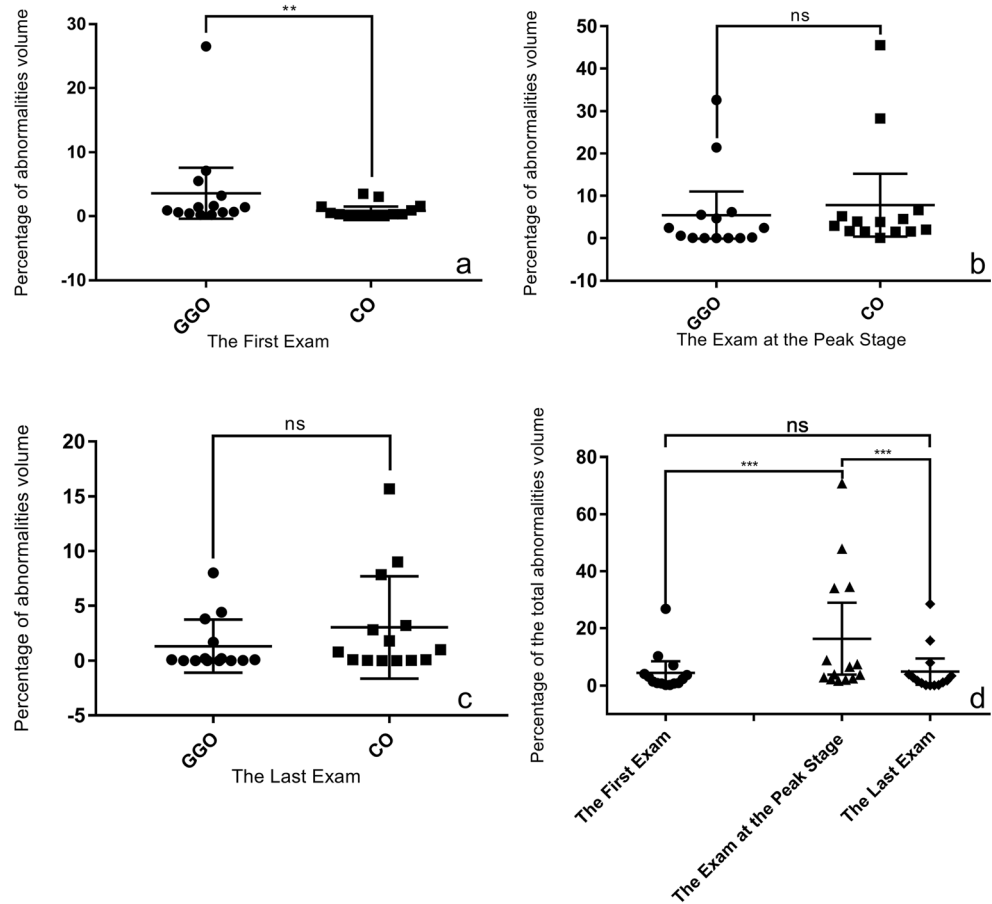 Percentage of abnormalities volume
30
20
10
0
-10
**
GGO
CO
The First Exam
a
Percentage of abnormalities volume
50
40
30
20
10
0
-10
ns
GGO
CO
The Exam at the Peak Stage
b
Percentage of abnormalities volume
20
15
10
5
0
-5
ns
GGO
CO
The Last Exam
c
Percentage of the total abnormalities volume
80
60
40
20
0
ns
***
***
The First Exam
The Exam at the Peak Stage
The Last Exam
d